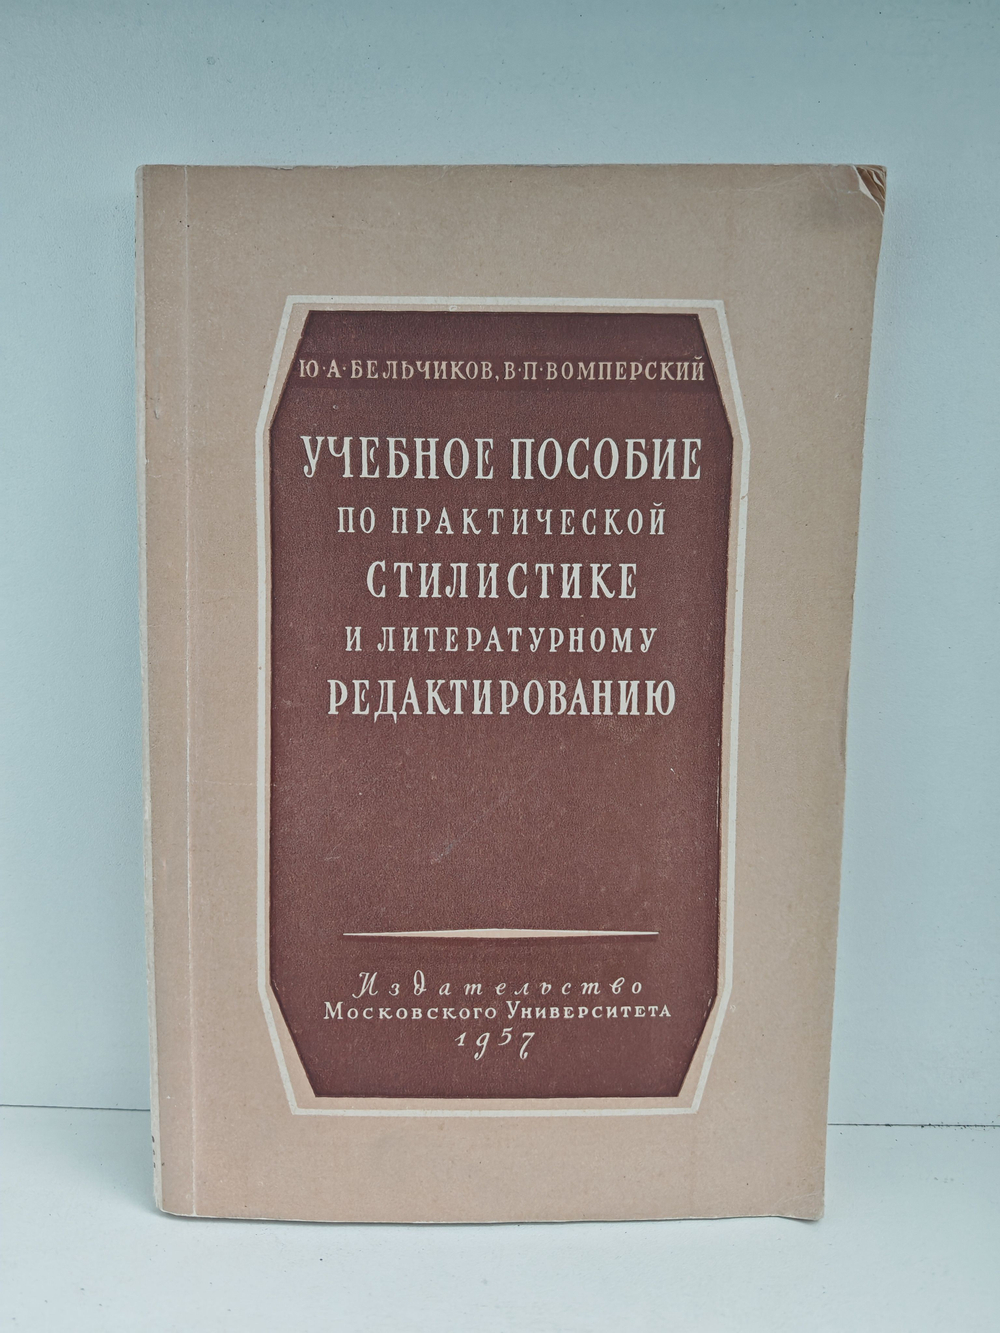 Ю·А·БЕЛЬЧИКОВ, В·П·ВОМПЕРСКИЙ
УЧЕБНОЕ ПОСОБИЕ
ПО ПРАКТИЧЕСКОЙ
СТИЛИСТИКЕ
И ЛИТЕРАТУРНОМУ
РЕДАКТИРОВАНИЮ
Издательство
Московского Университета
1957